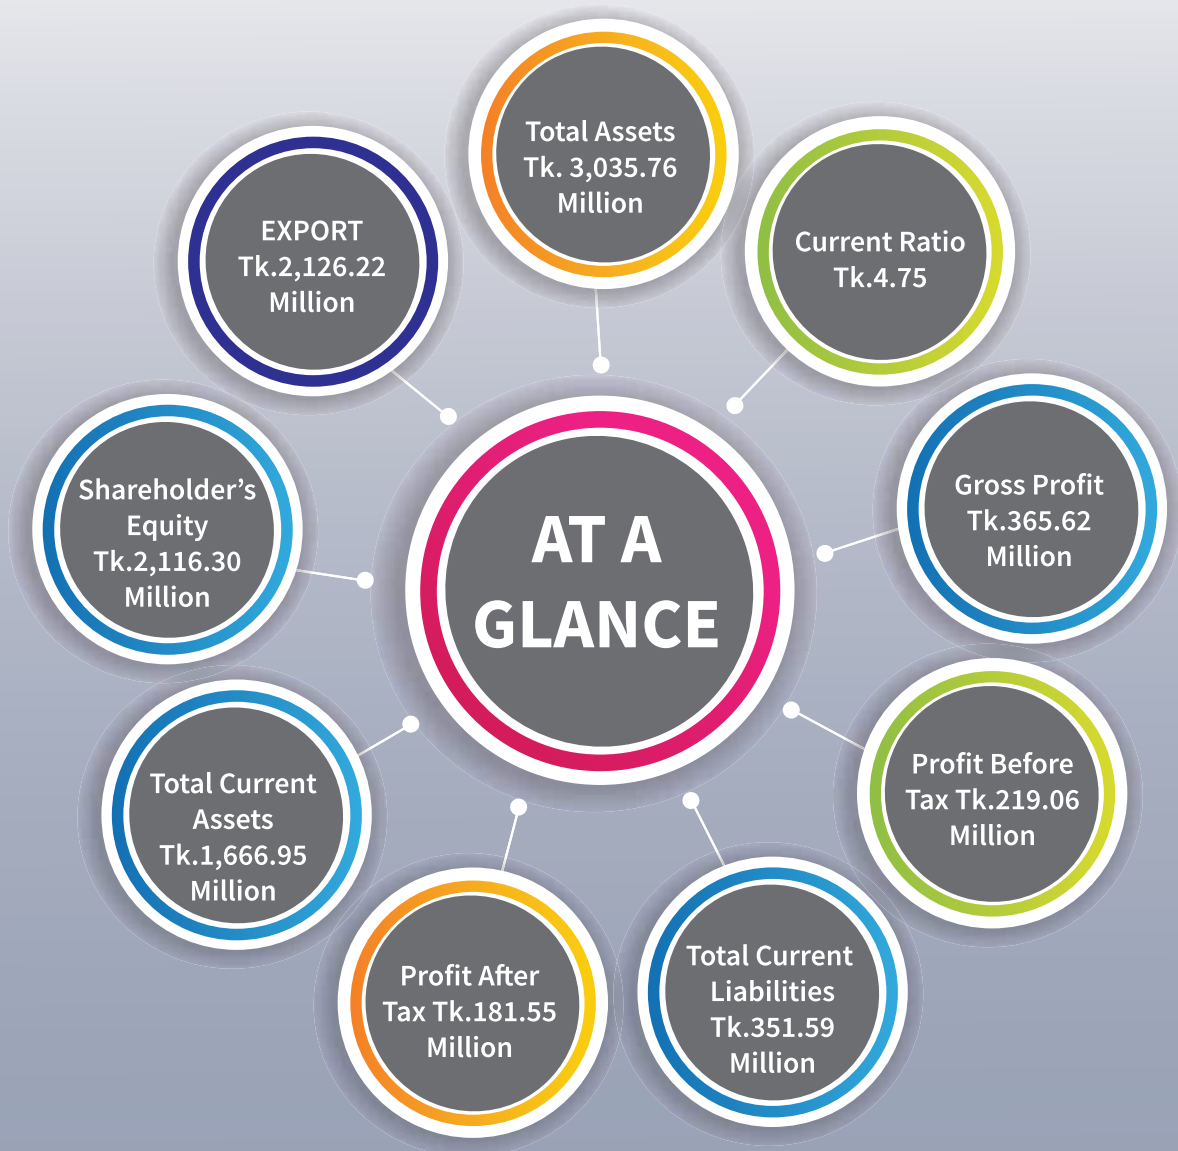 Total Assets
Tk. 3,035.76
Million
Current Ratio
Tk.4.75
Gross Profit
Tk.365.62
Million
Profit Before
Tax Tk.219.06
Million
Total Current
Liabilities
Tk.351.59
Million
Profit After
Tax Tk.181.55
Million
Total Current
Assets
Tk.1,666.95
Million
Shareholder’s
Equity
Tk.2,116.30
Million
EXPORT
Tk.2,126.22
Million
AT A
GLANCE